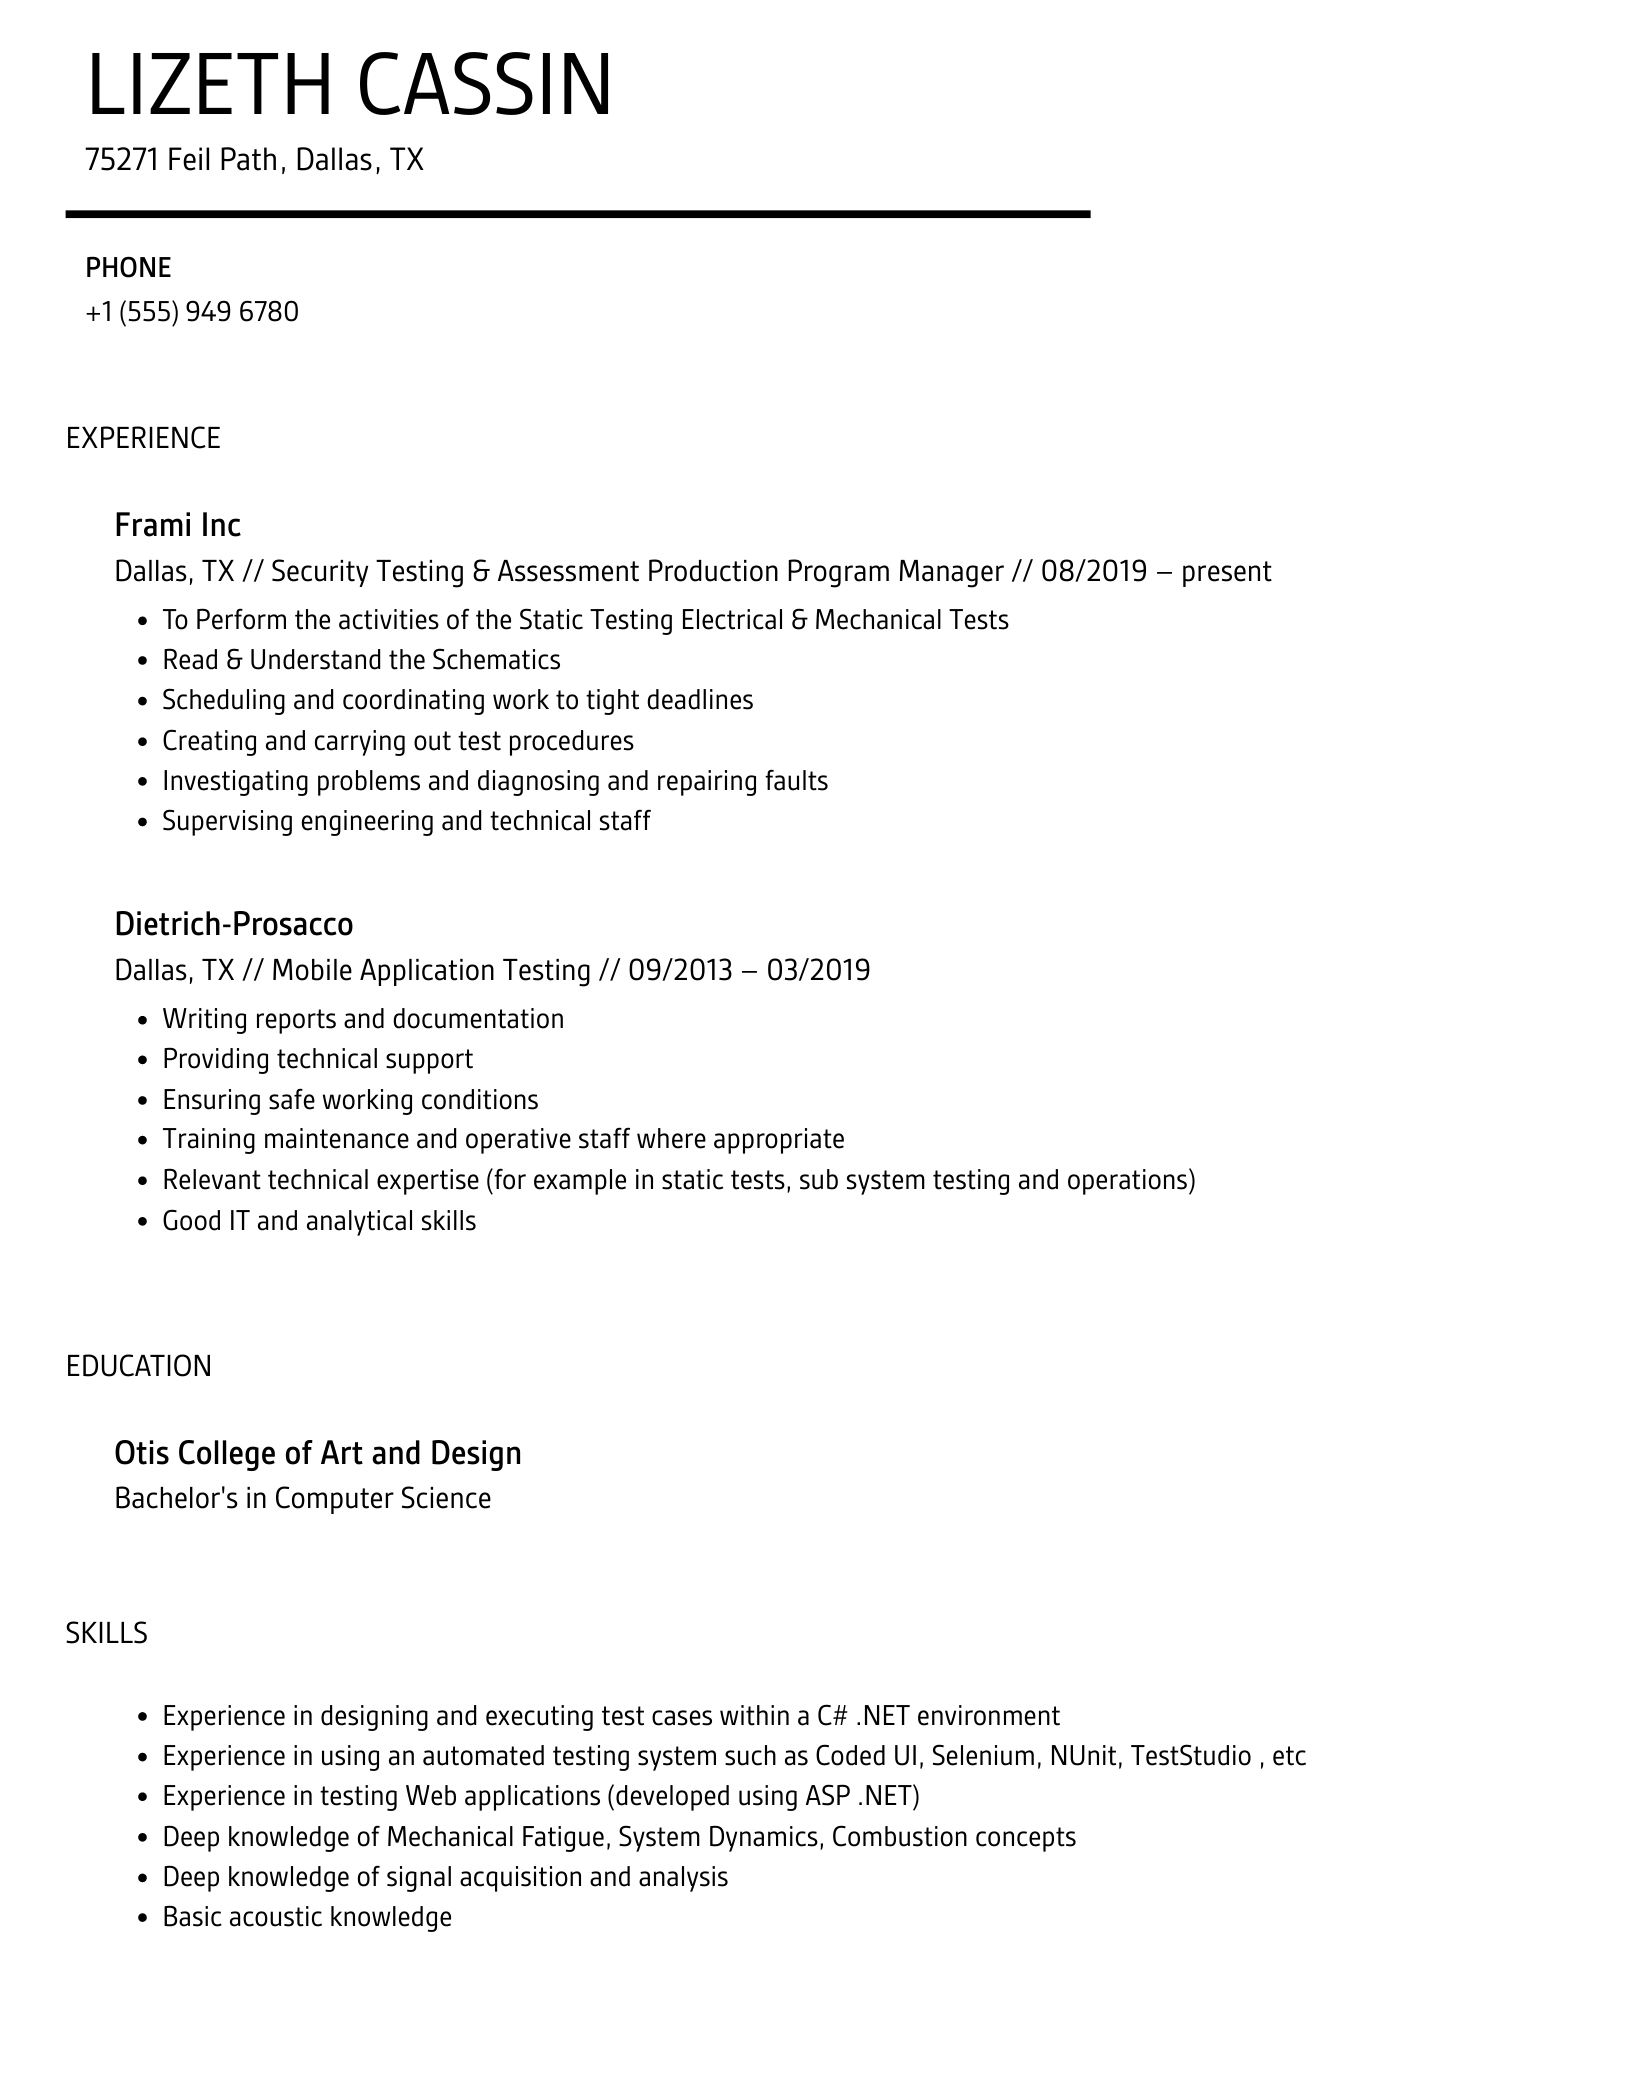 LIZETH CASSIN
75271 Feil Path, Dallas, TX
PHONE
+1 (555) 949 6780
EXPERIENCE
Frami Inc
Dallas, TX // Security Testing & Assessment Production Program Manager // 08/2019 – present
• To Perform the activities of the Static Testing Electrical & Mechanical Tests
• Read & Understand the Schematics
• Scheduling and coordinating work to tight deadlines
• Creating and carrying out test procedures
• Investigating problems and diagnosing and repairing faults
• Supervising engineering and technical staff
Dietrich-Prosacco
Dallas, TX // Mobile Application Testing // 09/2013 – 03/2019
• Writing reports and documentation
• Providing technical support
• Ensuring safe working conditions
• Training maintenance and operative staff where appropriate
• Relevant technical expertise (for example in static tests, sub system testing and operations)
• Good IT and analytical skills
EDUCATION
Otis College of Art and Design
Bachelor's in Computer Science
SKILLS
• Experience in designing and executing test cases within a C# .NET environment
• Experience in using an automated testing system such as Coded UI, Selenium, NUnit, TestStudio , etc
• Experience in testing Web applications (developed using ASP .NET)
• Deep knowledge of Mechanical Fatigue, System Dynamics, Combustion concepts
• Deep knowledge of signal acquisition and analysis
• Basic acoustic knowledge